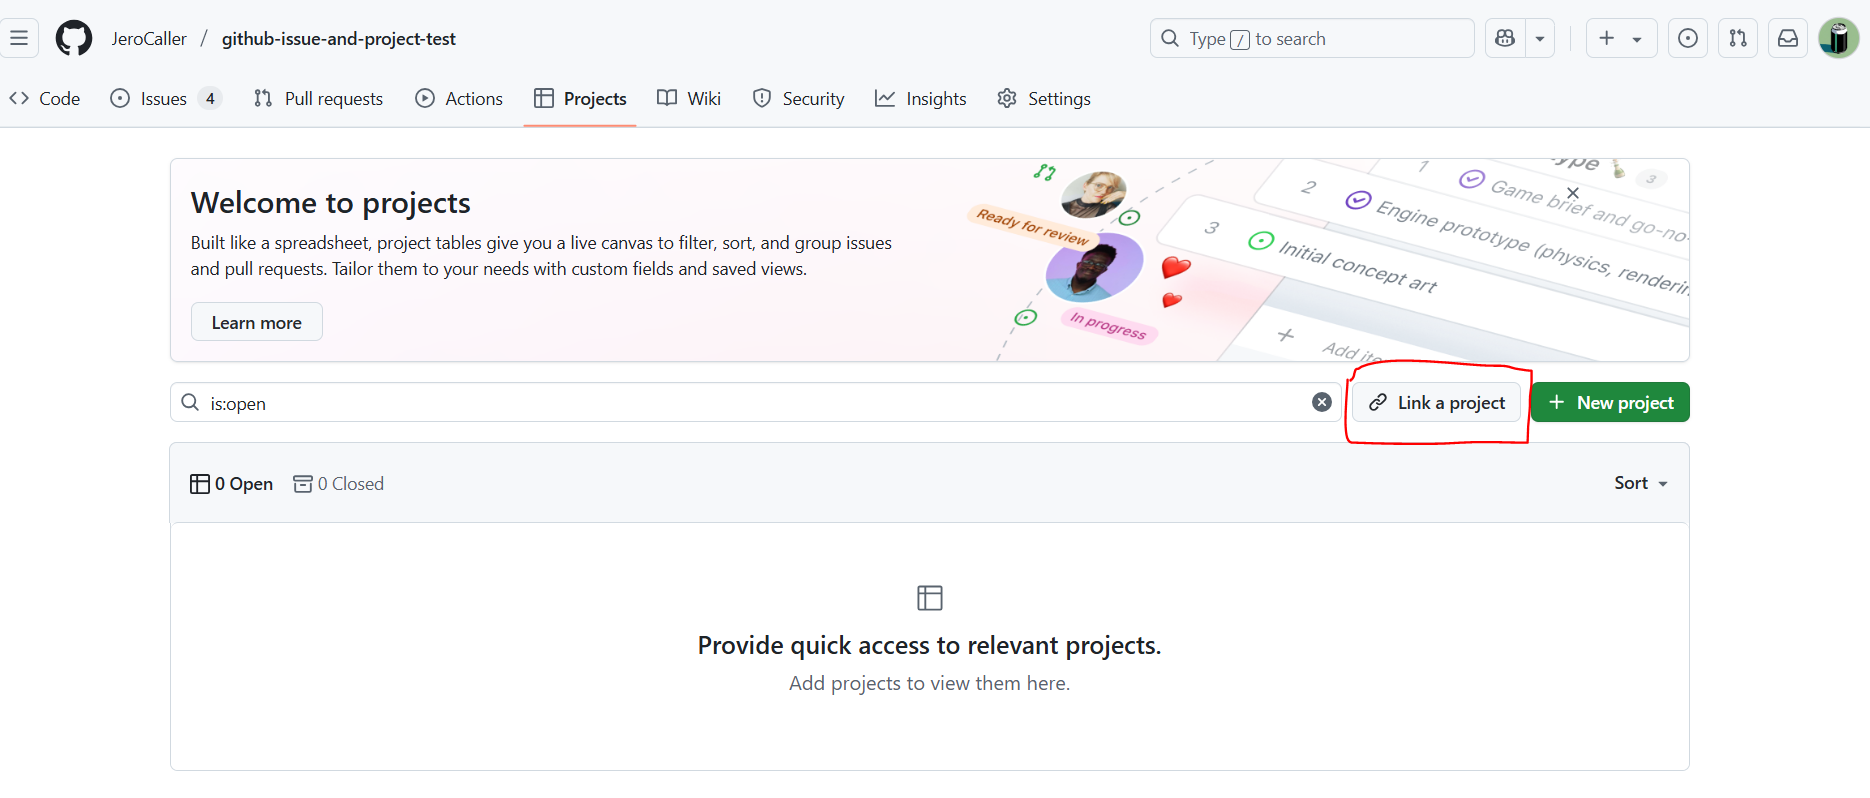 JeroCaller / github-issue-and-project-test
Type / to search
Code
Issues 4
Pull requests
Actions
Projects
Wiki
Security
Insights
Settings
Welcome to projects
Built like a spreadsheet, project tables give you a live canvas to filter, sort, and group issues
and pull requests. Tailor them to your needs with custom fields and saved views.
Learn more
Ready for review
In progress
1 Game brief and go-no-
3
2 Engine prototype (physics, renderin
3 Initial concept art
+ Add ite
is:open
Link a project
New project
0 Open
0 Closed
Sort
Provide quick access to relevant projects.
Add projects to view them here.